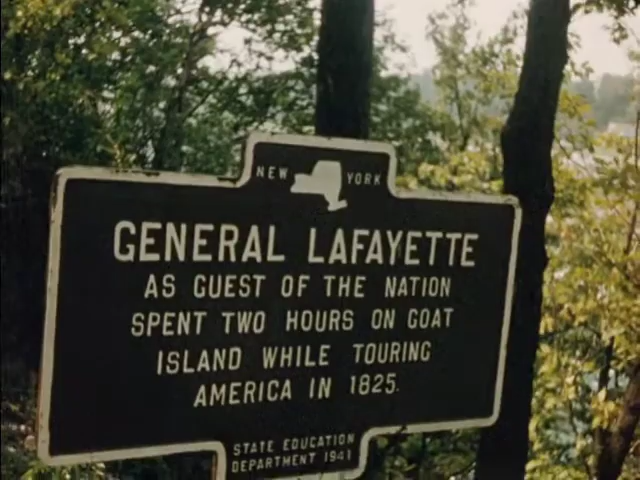 NEW YORK
GENERAL LAFAYETTE
AS GUEST OF THE NATION
SPENT TWO HOURS ON GOAT
ISLAND WHILE TOURING
AMERICA IN 1825.
STATE EDUCATION
DEPARTMENT 1941